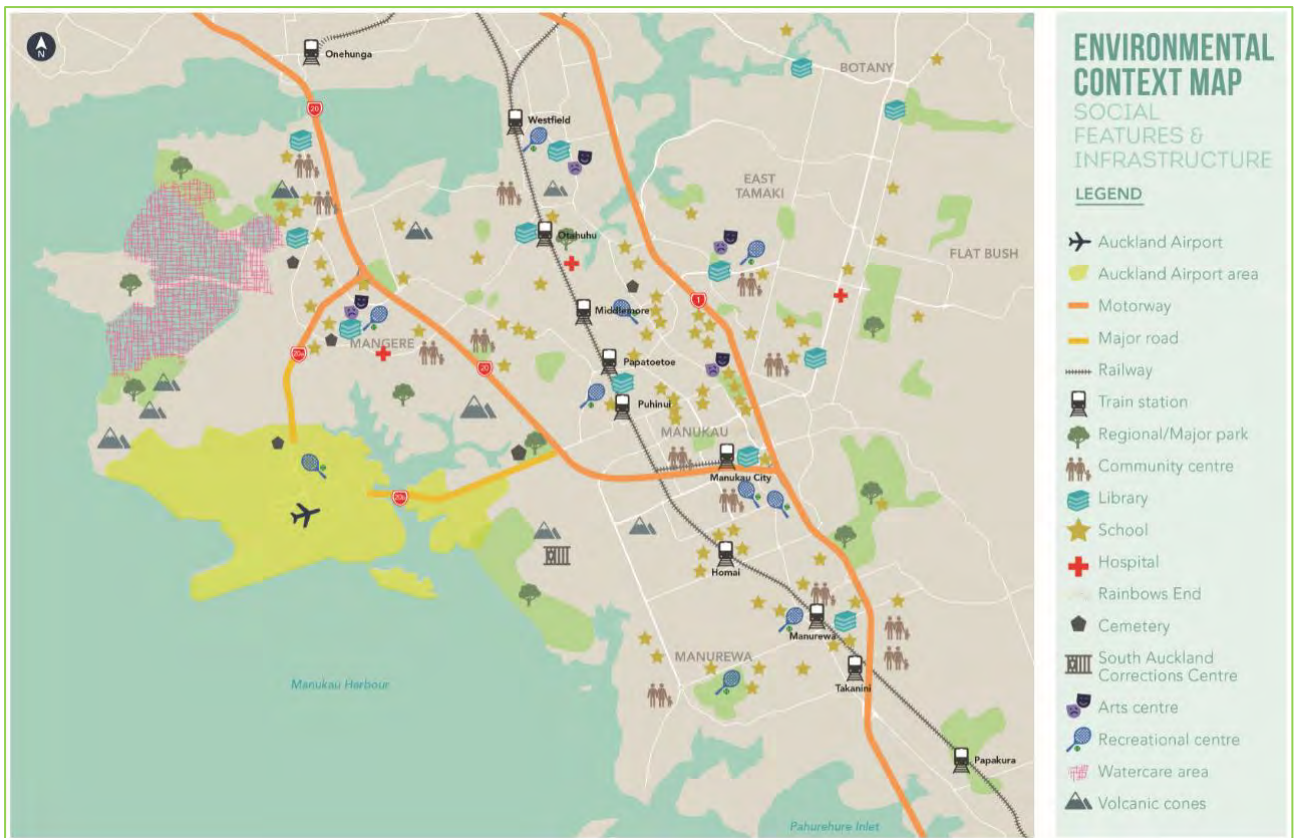 N
Onehunga
BOTANY
20
Westfield
EAST
TAMAKI
Otahuhu
FLAT BUSH
1
Middlemore
MANGERE
20a
20
Papatoetoe
Puhinui
MANUKAU
Manukau City
20b
Homai
Manurewa
MANUREWA
Takanini
Manukau Harbour
Papakura
Pahurehure Inlet
ENVIRONMENTAL
CONTEXT MAP
SOCIAL
FEATURES &
INFRASTRUCTURE
LEGEND
Auckland Airport
Auckland Airport area
Motorway
Major road
Railway
Train station
Regional/Major park
Community centre
Library
School
Hospital
Rainbows End
Cemetery
South Auckland
Corrections Centre
Arts centre
Recreational centre
Watercare area
Volcanic cones